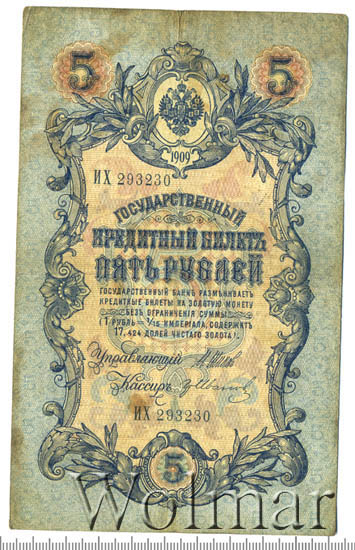 5 5
1909
ИХ 293230
ГОСУДАРСТВЕННЫЙ
КРЕДИТНЫЙ БИЛЕТЪ
ПЯТЬ РУБЛЕЙ
ГОСУДАРСТВЕННЫЙ БАНКЪ РАЗМѢНИВАЕТЪ
КРЕДИТНЫЕ БИЛЕТЫ НА ЗОЛОТУЮ МОНЕТУ
БЕЗЪ ОГРАНИЧЕНІЯ СУММЫ
(1 РУБЛЬ = 1/15 ИМПЕРІАЛА, СОДЕРЖИТЪ
17,424 ДОЛЕЙ ЧИСТАГО ЗОЛОТА).
Управляющій
Кассиръ
ИХ 293230
5
Wolmar